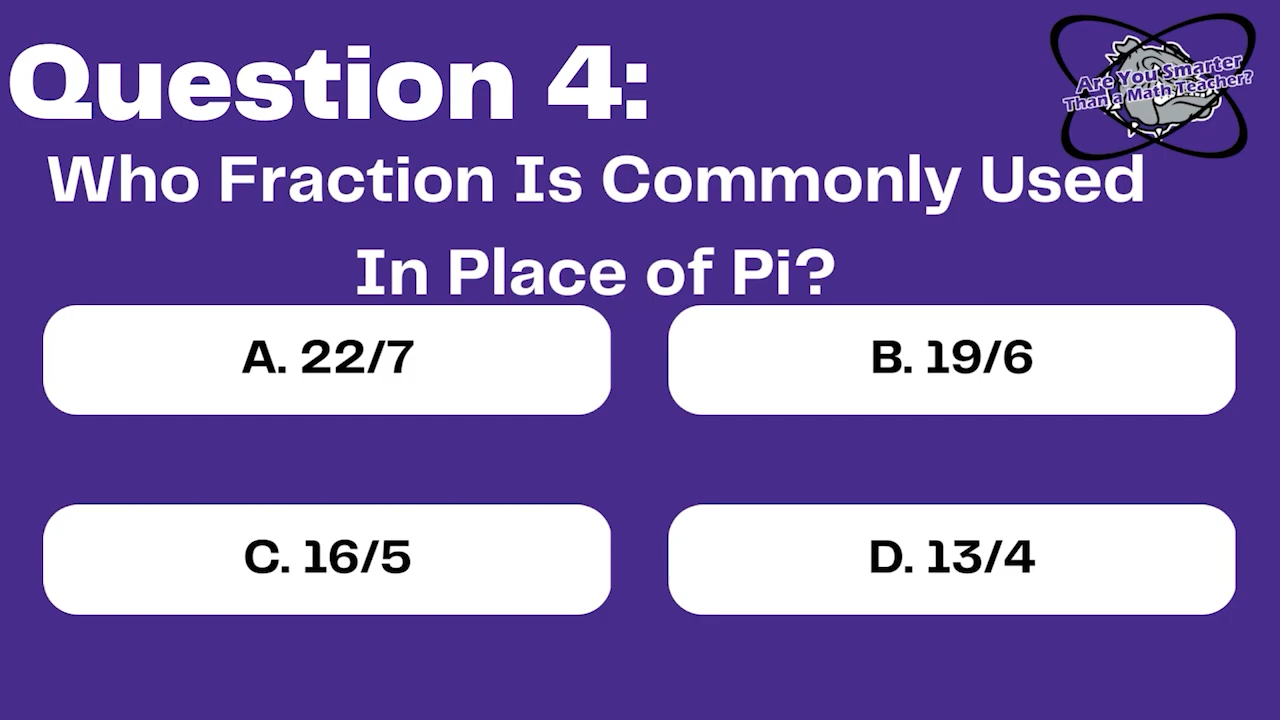 Question 4:
Are You Smarter
Than a Math Teacher?
Who Fraction Is Commonly Used
In Place of Pi?
A. 22/7
B. 19/6
C. 16/5
D. 13/4